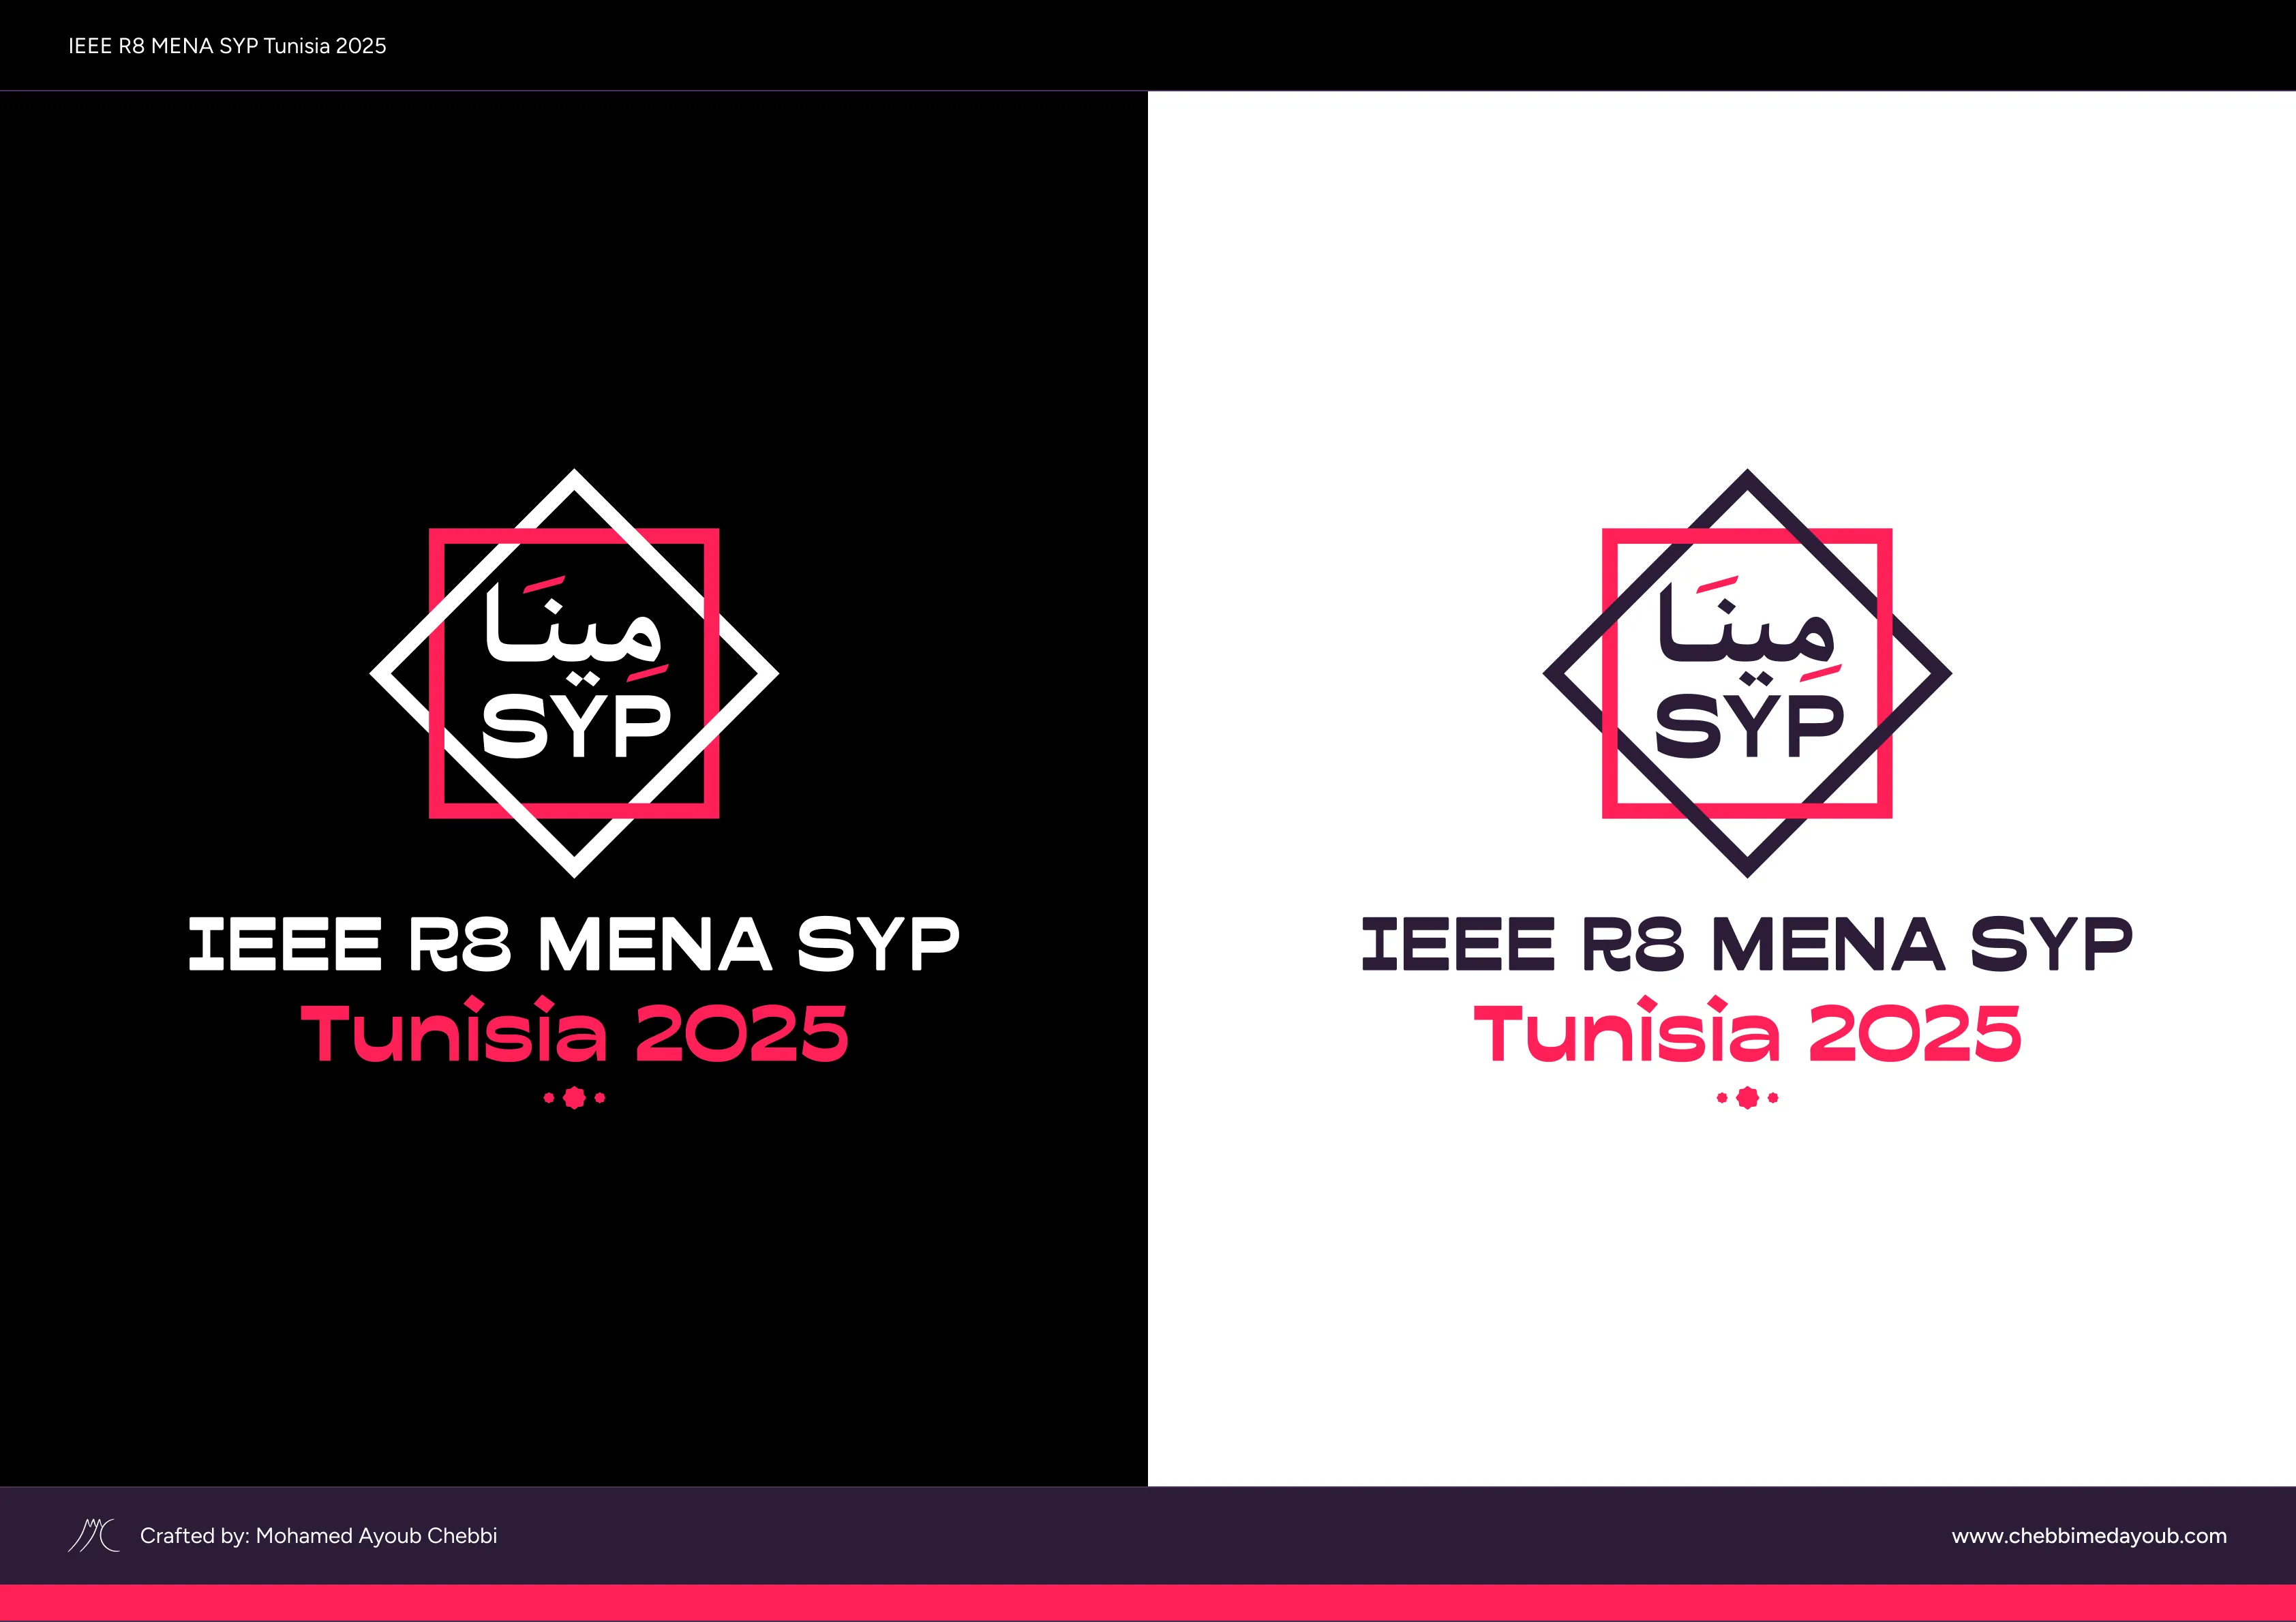 IEEE R8 MENA SYP Tunisia 2025
مِينَا
SYP
IEEE R8 MENA SYP
Tunisia 2025
مِينَا
SYP
IEEE R8 MENA SYP
Tunisia 2025
Crafted by: Mohamed Ayoub Chebbi
www.chebbimedayoub.com